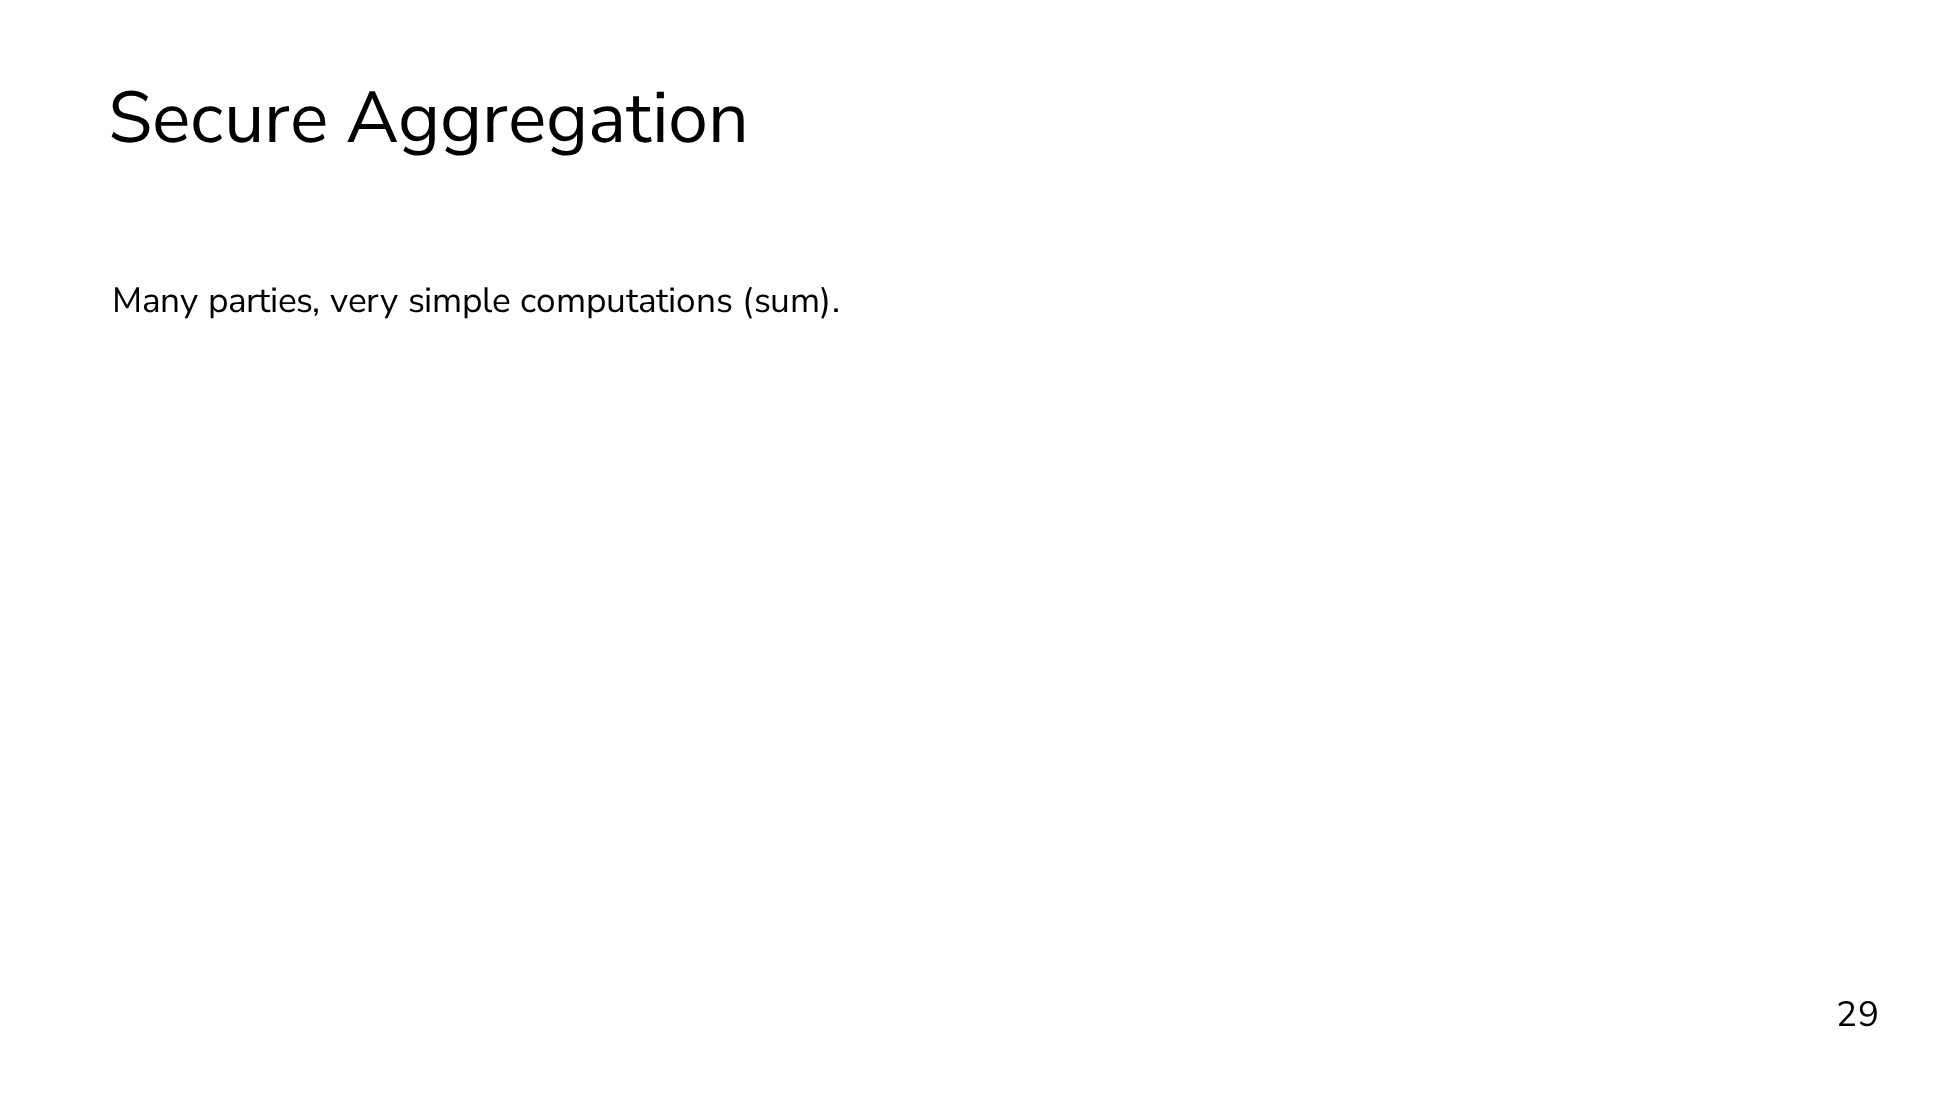 Secure Aggregation
Many parties, very simple computations (sum).
29